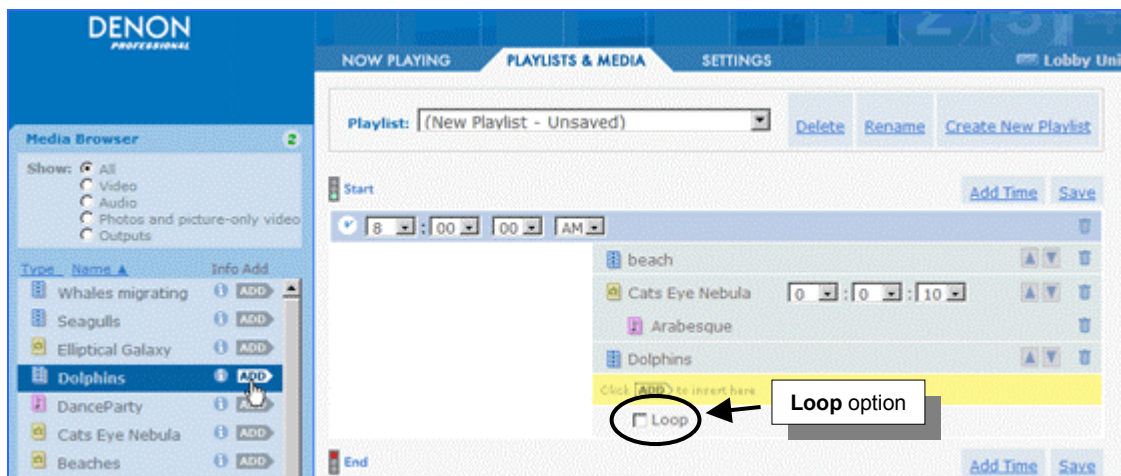 DENON
PROFESSIONAL
NOW PLAYING PLAYLISTS & MEDIA SETTINGS Lobby Uni
Playlist: (New Playlist - Unsaved) Delete Rename Create New Playlist
Media Browser
Show: All
Video
Audio
Photos and picture-only video
Outputs
Start Add Time Save
8 : 00 00 AM
Type Name Info Add
Whales migrating ADD
Seagulls ADD
Elliptical Galaxy ADD
Dolphins ADD
DanceParty
Cats Eye Nebula ADD
Beaches ADD
beach
Cats Eye Nebula 0 : 0 : 10
Arabesque
Dolphins
Click ADD to insert here
Loop
Loop option
End Add Time Save